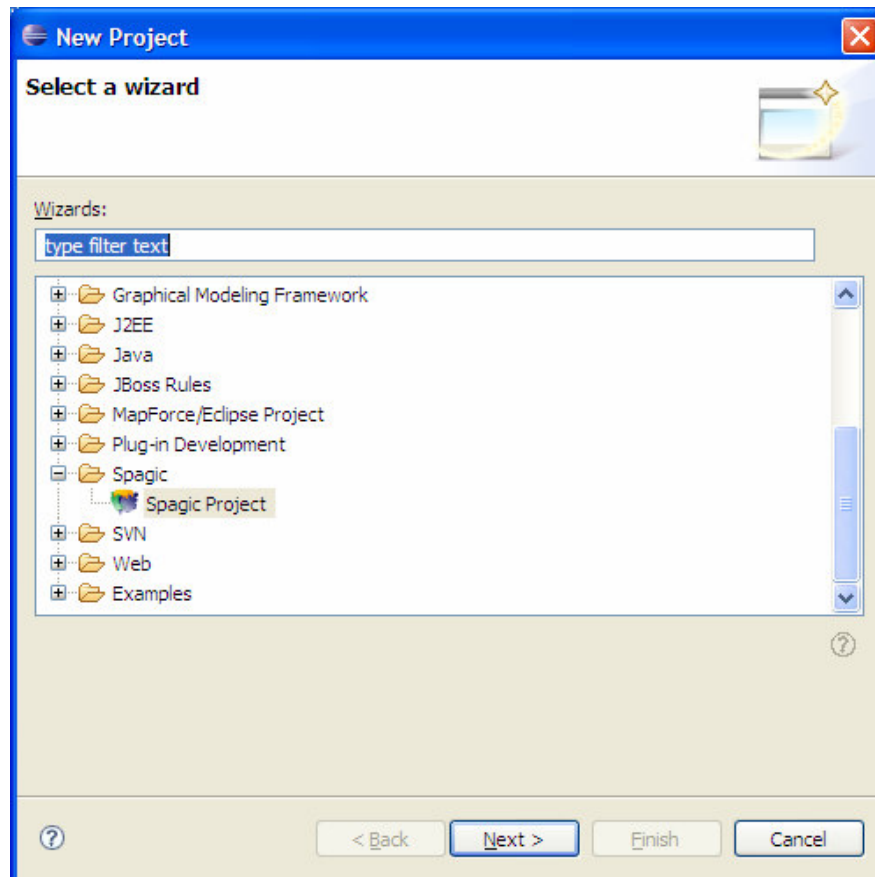 New Project
Select a wizard
Wizards:
type filter text
Graphical Modeling Framework
J2EE
Java
JBoss Rules
MapForce/Eclipse Project
Plug-in Development
Spagic
Spagic Project
SVN
Web
Examples
< Back Next > Finish Cancel